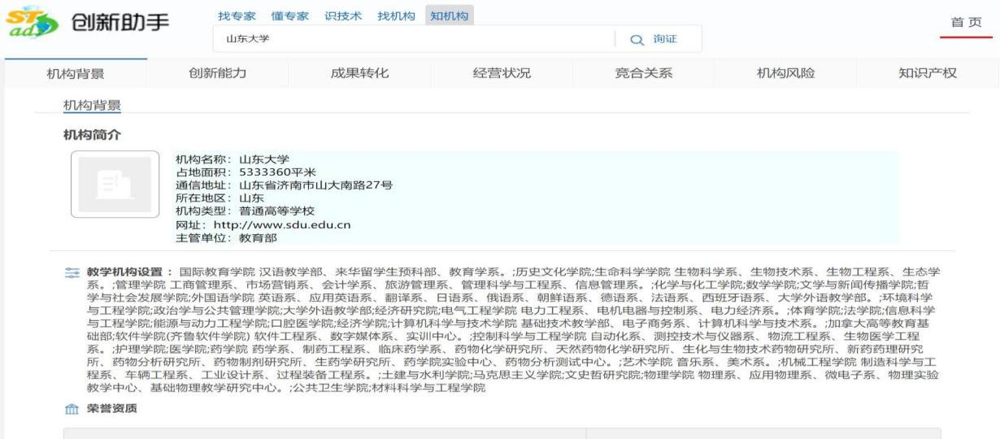 STads 创新助手
找专家 懂专家 识技术 找机构 知机构
山东大学 询证
首 页
机构背景 创新能力 成果转化 经营状况 竞合关系 机构风险 知识产权
机构背景
机构简介
机构名称: 山东大学
占地面积: 5333360平米
通信地址: 山东省济南市山大南路27号
所在地区: 山东
机构类型: 普通高等学校
网址: http://www.sdu.edu.cn
主管单位: 教育部
教学机构设置 : 国际教育学院 汉语教学部、来华留学生预科部、教育学系。;历史文化学院;生命科学学院 生物科学系、生物技术系、生物工程系、生态学
系。;管理学院 工商管理系、市场营销系、会计学系、旅游管理系、管理科学与工程系、信息管理系。;化学与化工学院;数学学院;文学与新闻传播学院;哲
学与社会发展学院;外国语学院 英语系、应用英语系、翻译系、日语系、俄语系、朝鲜语系、德语系、法语系、西班牙语系、大学外语教学部。;环境科学
与工程学院;政治学与公共管理学院;大学外语教学部;经济研究院;电气工程学院 电力工程系、电机电器与控制系、电力经济系。;体育学院;法学院;信息科学
与工程学院;能源与动力工程学院;口腔医学院;经济学院;计算机科学与技术学院 基础技术教学部、电子商务系、计算机科学与技术系。;加拿大高等教育基
础部;软件学院(齐鲁软件学院) 软件工程系、数字媒体系、实训中心。;控制科学与工程学院 自动化系、测控技术与仪器系、物流工程系、生物医学工程
系。;护理学院;医学院;药学院 药学系、制药工程系、临床药学系、药物化学研究所、天然药物化学研究所、生化与生物技术药物研究所、新药药理研究
所、药物分析研究所、药物制剂研究所、生药学研究所、药学院实验中心、药物分析测试中心。;艺术学院 音乐系、美术系。;机械工程学院 制造科学与工
程系、车辆工程系、工业设计系、过程装备工程系。;土建与水利学院;马克思主义学院;文史哲研究院;物理学院 物理系、应用物理系、微电子系、物理实验
教学中心、基础物理教学研究中心。;公共卫生学院;材料科学与工程学院
荣誉资质